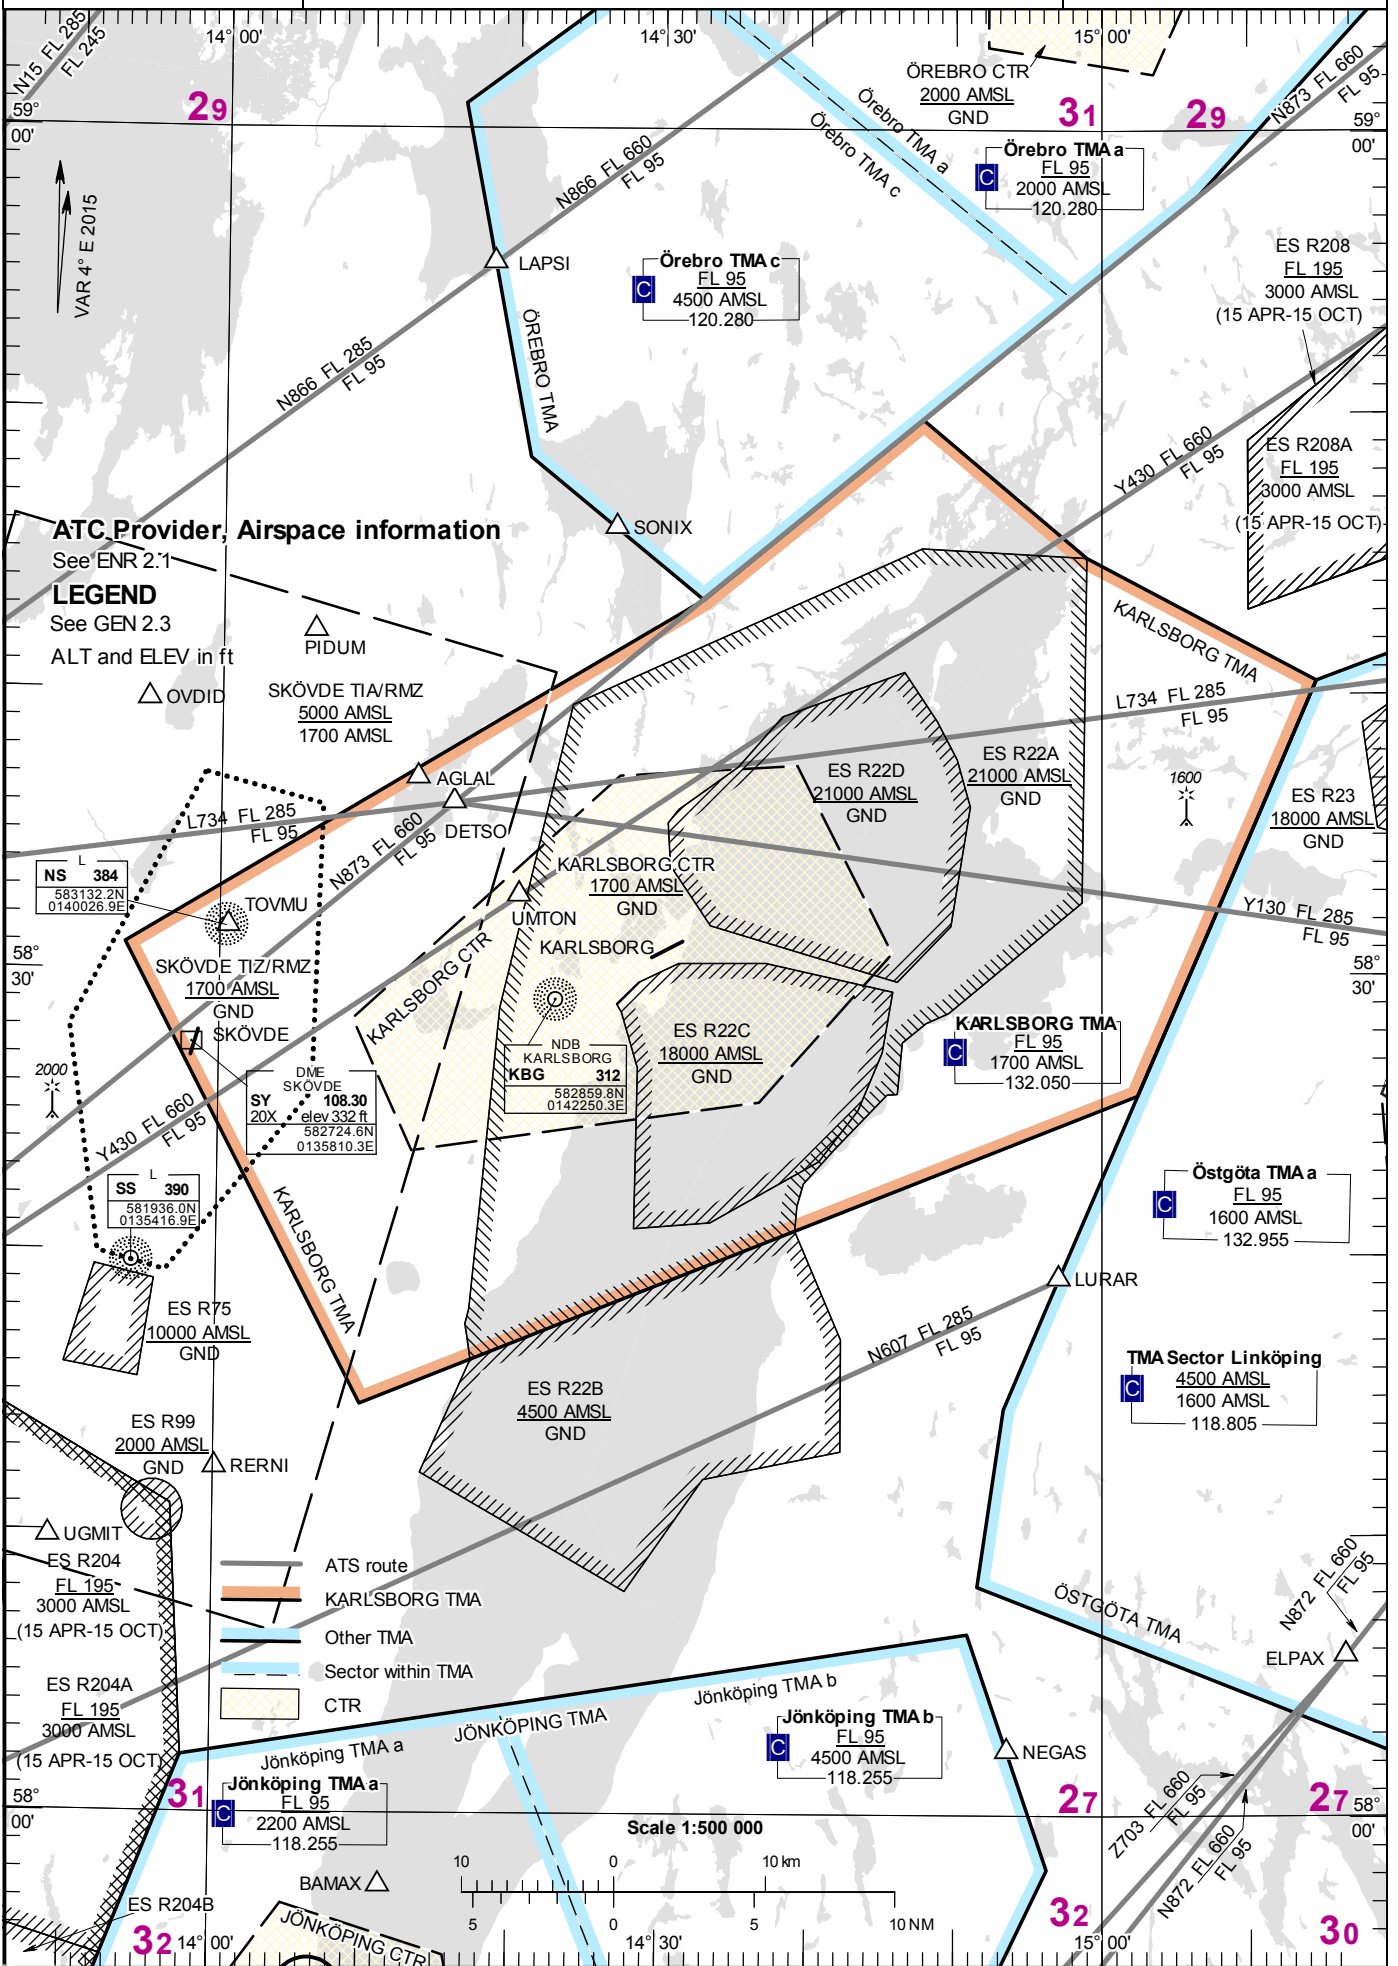 N15 FL 285
FL 245
14° 00'
14° 30'
15° 00'
ÖREBRO CTR
2000 AMSL
GND
N873 FL 660
FL 95
59°
00'
29
31
29
59°
00'
Örebro TMA a
Örebro TMA c
Örebro TMA a
C
FL 95
2000 AMSL
120.280
VAR 4° E 2015
N866 FL 660
FL 95
LAPSI
Örebro TMA c
C
FL 95
4500 AMSL
120.280
ES R208
FL 195
3000 AMSL
(15 APR-15 OCT)
ÖREBRO TMA
N866 FL 285
FL 95
Y430 FL 660
FL 95
ES R208A
FL 195
3000 AMSL
(15 APR-15 OCT)
SONIX
ATC Provider, Airspace information
See ENR 2.1
LEGEND
See GEN 2.3
ALT and ELEV in ft
PIDUM
OVDID
SKÖVDE TIA/RMZ
5000 AMSL
1700 AMSL
KARLSBORG TMA
L734 FL 285
FL 95
AGLAL
DETSO
L734 FL 285
FL 95
N873 FL 660
FL 95
ES R22D
21000 AMSL
GND
ES R22A
21000 AMSL
GND
1600
ES R23
18000 AMSL
GND
L
NS 384
583132.2N
0140026.9E
TOVMU
KARLSBORG CTR
1700 AMSL
GND
UMTON
KARLSBORG
KARLSBORG CTR
Y130 FL 285
FL 95
58°
30'
58°
30'
SKÖVDE TIZ/RMZ
1700 AMSL
GND
SKÖVDE
2000
DME
SKÖVDE
SY 108.30
20X elev 332 ft
582724.6N
0135810.3E
NDB
KARLSBORG
KBG 312
582859.8N
0142250.3E
ES R22C
18000 AMSL
GND
KARLSBORG TMA
C
FL 95
1700 AMSL
132.050
Y430 FL 660
FL 95
L
SS 390
581936.0N
0135416.9E
KARLSBORG TMA
Östgöta TMA a
C
FL 95
1600 AMSL
132.955
LURAR
ES R75
10000 AMSL
GND
N607 FL 285
FL 95
TMA Sector Linköping
C
4500 AMSL
1600 AMSL
118.805
ES R22B
4500 AMSL
GND
ES R99
2000 AMSL
GND
RERNI
UGMIT
ES R204
FL 195
3000 AMSL
(15 APR-15 OCT)
ATS route
KARLSBORG TMA
Other TMA
Sector within TMA
CTR
ÖSTGÖTA TMA
N872 FL 660
FL 95
ELPAX
ES R204A
FL 195
3000 AMSL
(15 APR-15 OCT)
Jönköping TMA a
JÖNKÖPING TMA
Jönköping TMA b
Jönköping TMA b
C
FL 95
4500 AMSL
118.255
NEGAS
31
Jönköping TMA a
C
FL 95
2200 AMSL
118.255
58°
00'
27
27
58°
00'
Z703 FL 660
FL 95
N872 FL 660
FL 95
Scale 1:500 000
10 0 10 km
5 0 5 10 NM
BAMAX
ES R204B
JÖNKÖPING CTR
32
32
30
14° 00'
14° 30'
15° 00'